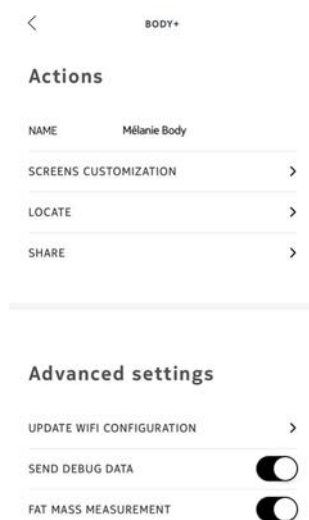 BODY+
Actions
NAME Mélanie Body
SCREENS CUSTOMIZATION
LOCATE
SHARE
Advanced settings
UPDATE WIFI CONFIGURATION
SEND DEBUG DATA
FAT MASS MEASUREMENT